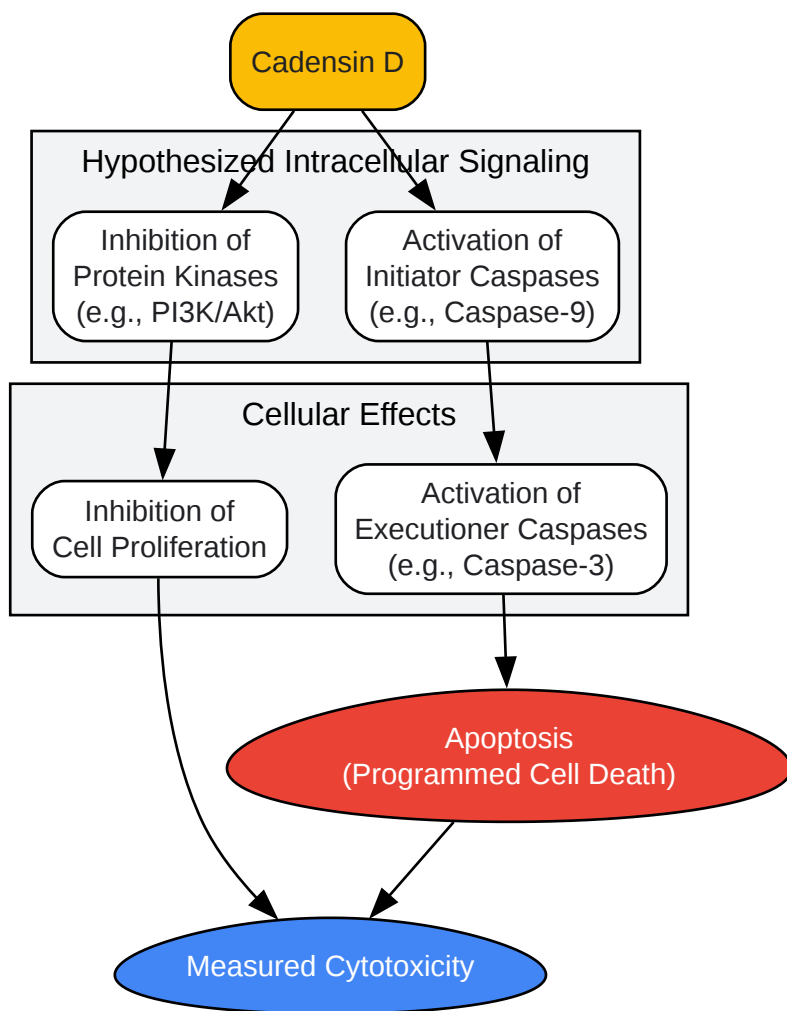 Cadensin D
Hypothesized Intracellular Signaling
Inhibition of
Protein Kinases
(e.g., PI3K/Akt)
Activation of
Initiator Caspases
(e.g., Caspase-9)
Cellular Effects
Inhibition of
Cell Proliferation
Activation of
Executioner Caspases
(e.g., Caspase-3)
Apoptosis
(Programmed Cell Death)
Measured Cytotoxicity